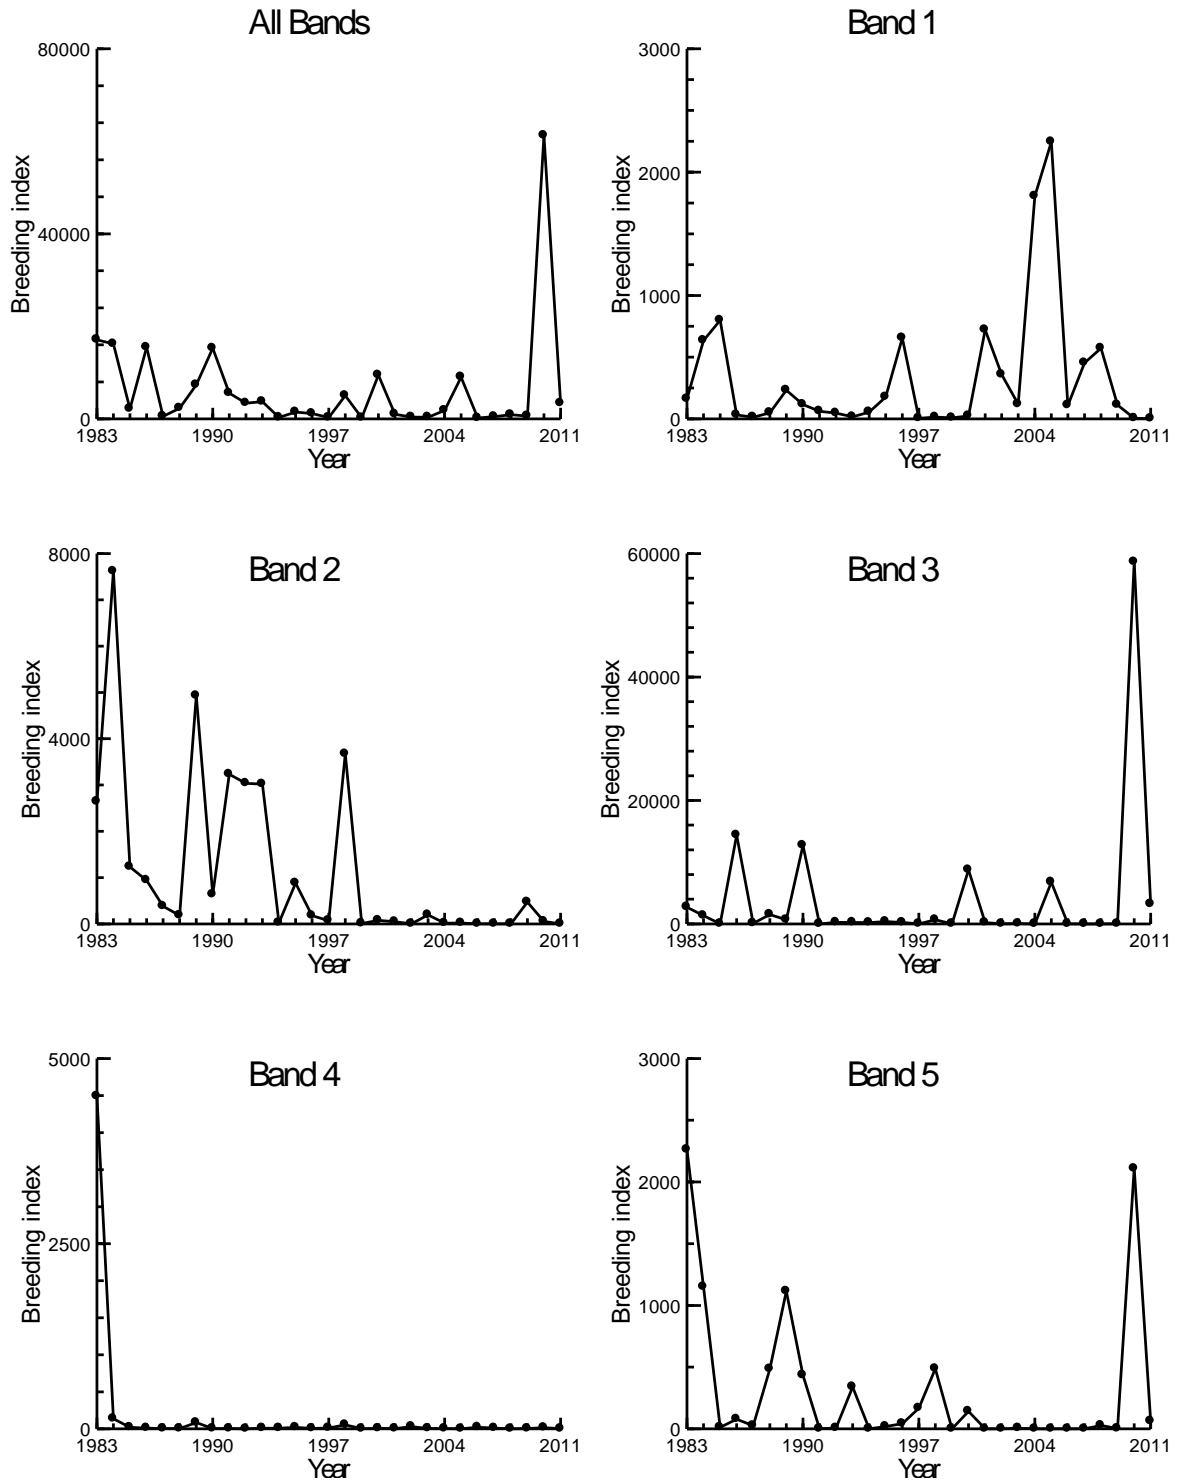 All Bands
80000
40000
0
Breeding index
1983 1990 1997 2004 2011
Year
Band 1
3000
2000
1000
0
Breeding index
1983 1990 1997 2004 2011
Year
Band 2
8000
4000
0
Breeding index
1983 1990 1997 2004 2011
Year
Band 3
60000
40000
20000
0
Breeding index
1983 1990 1997 2004 2011
Year
Band 4
5000
2500
0
Breeding index
1983 1990 1997 2004 2011
Year
Band 5
3000
2000
1000
0
Breeding index
1983 1990 1997 2004 2011
Year